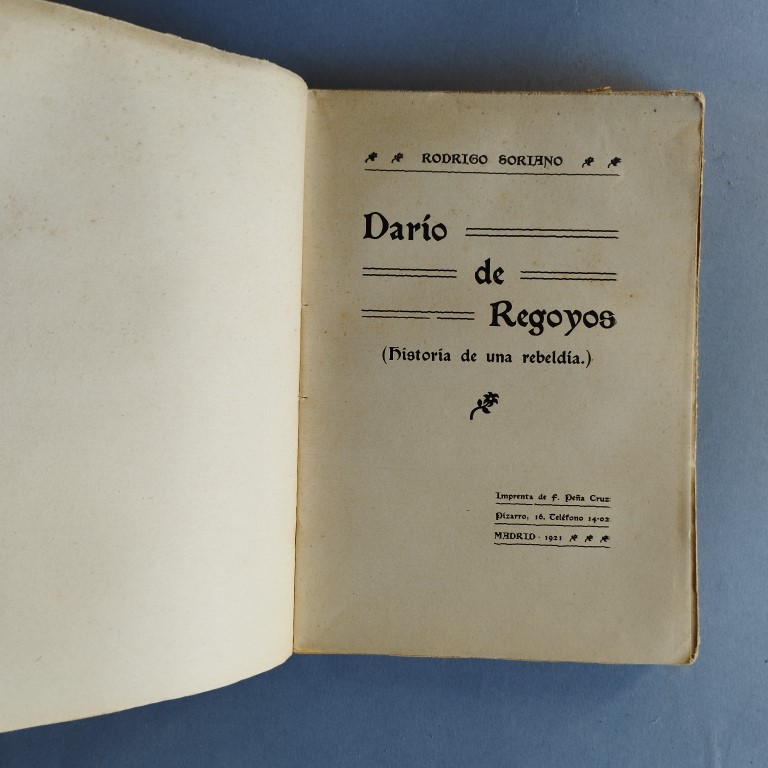 RODRIGO SORIANO
Darío
de
Regoyos
(Historia de una rebeldía.)
Imprenta de F. Peña Cruz
Pizarro, 16. Teléfono 14-02
MADRID - 1921